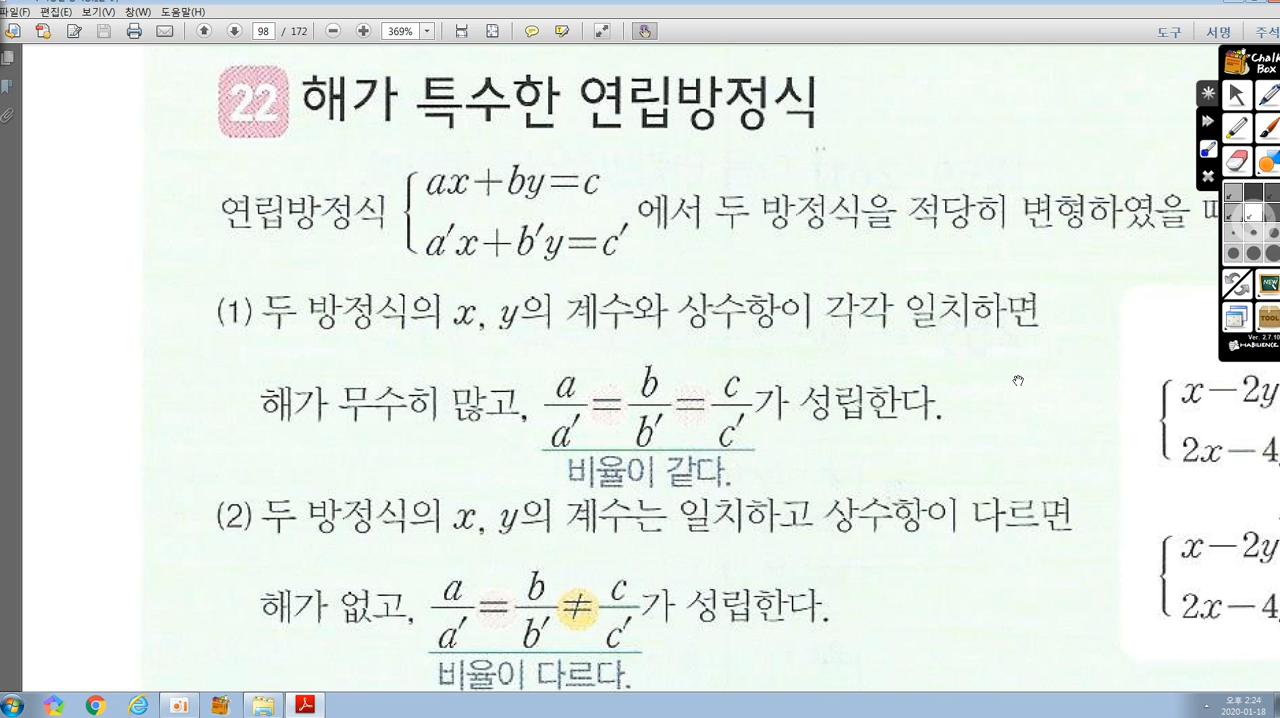 파일(F) 편집(E) 보기(V) 창(W) 도움말(H)
98 / 172 369% 도구 서명 주석
Chalk Box
22 해가 특수한 연립방정식
연립방정식 { ax+by=c
a′x+b′y=c′ 에서 두 방정식을 적당히 변형하였을
(1) 두 방정식의 x, y의 계수와 상수항이 각각 일치하면
해가 무수히 많고, a/a′ = b/b′ = c/c′ 가 성립한다.
비율이 같다.
(2) 두 방정식의 x, y의 계수는 일치하고 상수항이 다르면
해가 없고, a/a′ = b/b′ ≠ c/c′ 가 성립한다.
비율이 다르다.
x−2y
2x−4
x−2y
2x−4
NEW
TOOL
Ver. 2.7.10
HABILIENCE
오후 2:24
2020-01-18